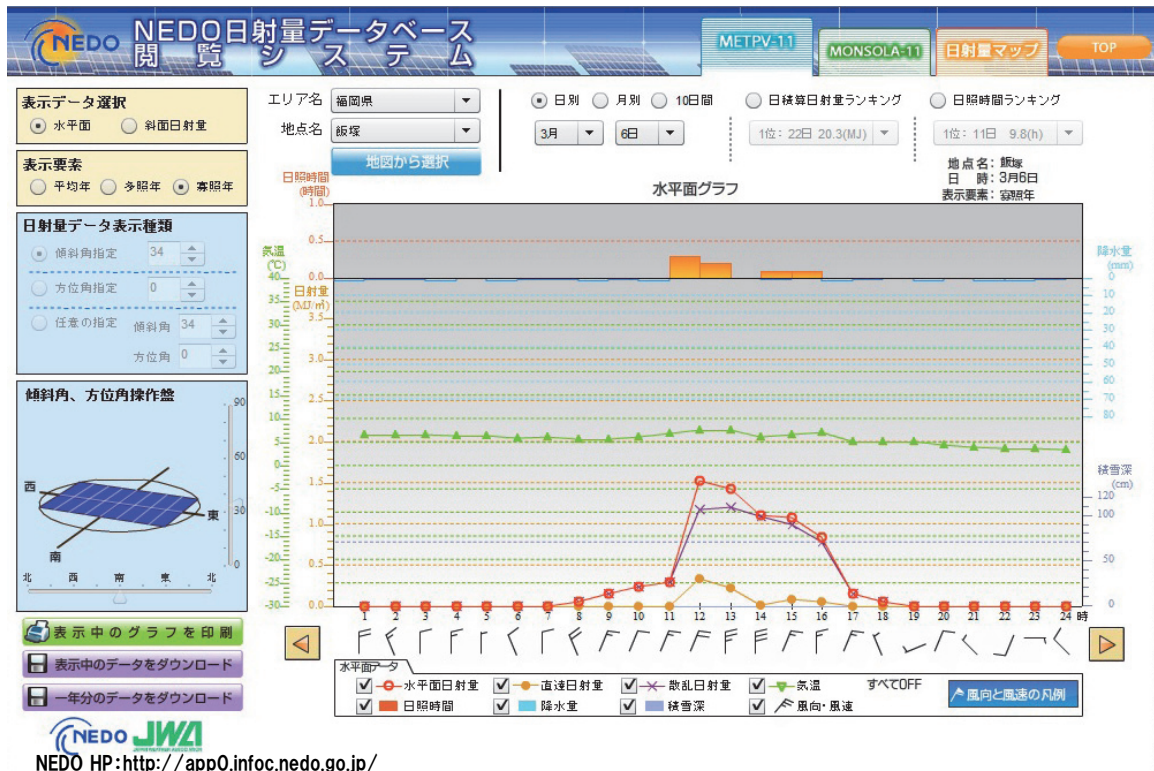 NEDO NEDO日射量データベース
閲覧システム
METPV-11 MONSOLA-11 日射量マップ TOP
表示データ選択
水平面 斜面日射量
表示要素
平均年 多照年 寡照年
日射量データ表示種類
傾斜角指定 34
方位角指定 0
任意の指定 傾斜角 34
方位角 0
傾斜角、方位角操作盤
90
60
30
0
西
東
南
北 西 南 東 北
表示中のグラフを印刷
表示中のデータをダウンロード
一年分のデータをダウンロード
NEDO JWA
エリア名 福岡県
地点名 飯塚
地図から選択
日別 月別 10日間 日積算日射量ランキング 日照時間ランキング
3月 6日 1位: 22日 20.3(MJ) 1位: 11日 9.8(h)
地点名: 飯塚
日 時: 3月6日
表示要素: 寡照年
水平面グラフ
日照時間
(時間)
1.0
0.5
0.0
気温
(℃)
40
35
30
25
20
15
10
5
0
-5
-10
-15
-20
-25
-30
日射量
(MJ/㎡)
3.5
3.0
2.5
2.0
1.5
1.0
0.5
0.0
降水量
(mm)
0
10
20
30
40
50
60
70
80
積雪深
(cm)
120
100
50
0
1 2 3 4 5 6 7 8 9 10 11 12 13 14 15 16 17 18 19 20 21 22 23 24 時
水平面データ
水平面日射量 直達日射量 散乱日射量 気温 すべてOFF
日照時間 降水量 積雪深 風向・風速
風向と風速の凡例
NEDO HP:http://app0.infoc.nedo.go.jp/